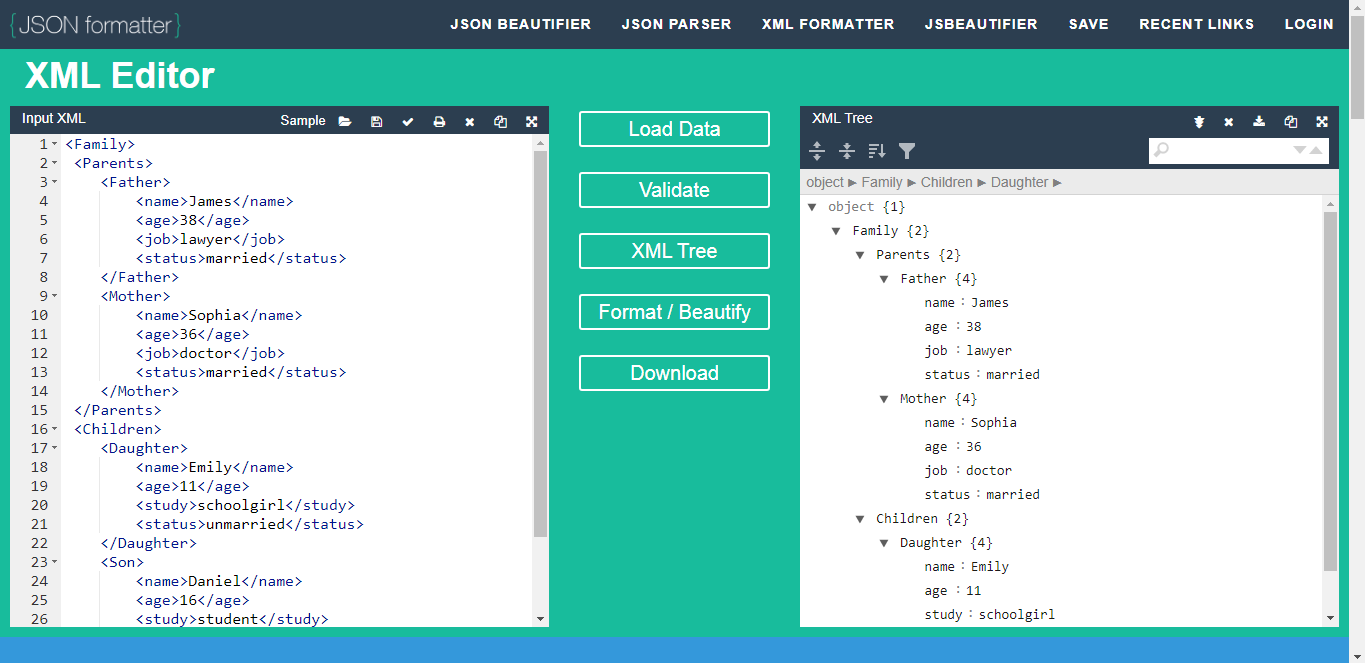 {JSON formatter}
JSON BEAUTIFIER JSON PARSER XML FORMATTER JSBEAUTIFIER SAVE RECENT LINKS LOGIN
XML Editor
Input XML Sample
1 <Family>
2 <Parents>
3 <Father>
4 <name>James</name>
5 <age>38</age>
6 <job>lawyer</job>
7 <status>married</status>
8 </Father>
9 <Mother>
10 <name>Sophia</name>
11 <age>36</age>
12 <job>doctor</job>
13 <status>married</status>
14 </Mother>
15 </Parents>
16 <Children>
17 <Daughter>
18 <name>Emily</name>
19 <age>11</age>
20 <study>schoolgirl</study>
21 <status>unmarried</status>
22 </Daughter>
23 <Son>
24 <name>Daniel</name>
25 <age>16</age>
26 <study>student</study>
Load Data
Validate
XML Tree
Format / Beautify
Download
XML Tree
object ► Family ► Children ► Daughter ►
▼ object {1}
▼ Family {2}
▼ Parents {2}
▼ Father {4}
name : James
age : 38
job : lawyer
status : married
▼ Mother {4}
name : Sophia
age : 36
job : doctor
status : married
▼ Children {2}
▼ Daughter {4}
name : Emily
age : 11
study : schoolgirl